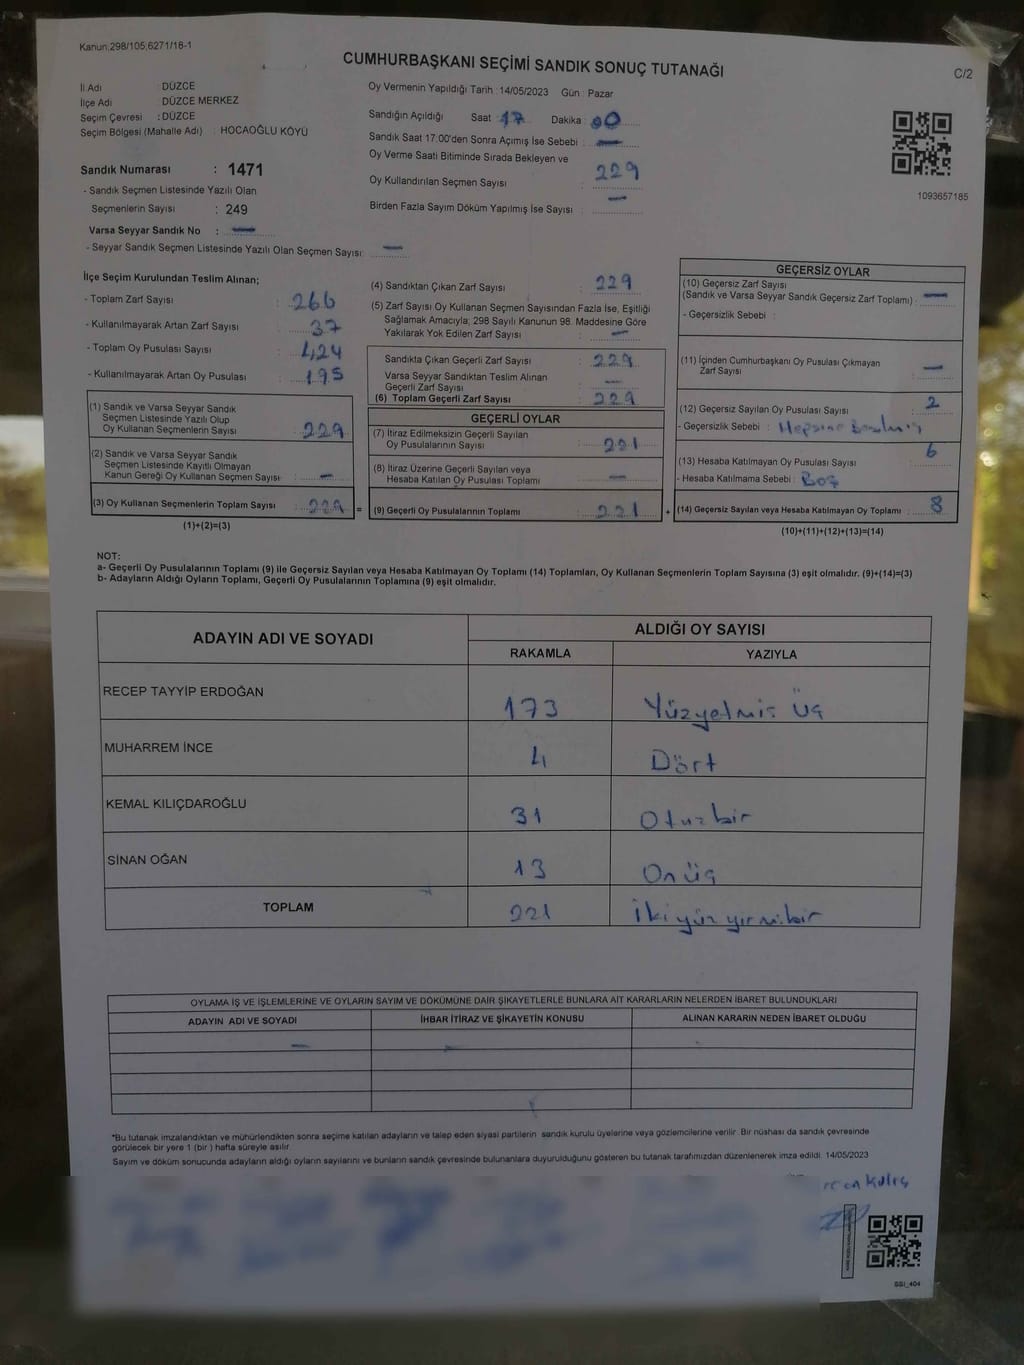 Kanun,298/105,6271/18-1
CUMHURBAŞKANI SEÇİMİ SANDIK SONUÇ TUTANAĞI
C/2
İl Adı : DÜZCE
İlçe Adı DÜZCE MERKEZ
Seçim Çevresi : DÜZCE
Seçim Bölgesi (Mahalle Adı) : HOCAOĞLU KÖYÜ
Sandık Numarası : 1471
- Sandık Seçmen Listesinde Yazılı Olan
Seçmenlerin Sayısı : 249
Varsa Seyyar Sandık No : —
- Seyyar Sandık Seçmen Listesinde Yazılı Olan Seçmen Sayısı: —
Oy Vermenin Yapıldığı Tarih :14/05/2023 Gün : Pazar
Sandığın Açıldığı Saat 17 Dakika : 00
Sandık Saat 17:00'den Sonra Açımış İse Sebebi : —
Oy Verme Saati Bitiminde Sırada Bekleyen ve
Oy Kullandırılan Seçmen Sayısı : 229
Birden Fazla Sayım Döküm Yapılmış İse Sayısı : —
1093657185
İlçe Seçim Kurulundan Teslim Alınan;
- Toplam Zarf Sayısı : 266
- Kullanılmayarak Artan Zarf Sayısı : 37
- Toplam Oy Pusulası Sayısı : 424
- Kullanılmayarak Artan Oy Pusulası : 195
(1) Sandık ve Varsa Seyyar Sandık
Seçmen Listesinde Yazılı Olup
Oy Kullanan Seçmenlerin Sayısı : 229
(2) Sandık ve Varsa Seyyar Sandık
Seçmen Listesinde Kayıtlı Olmayan
Kanun Gereği Oy Kullanan Seçmen Sayısı : —
(3) Oy Kullanan Seçmenlerin Toplam Sayısı : 229 =
(1)+(2)=(3)
(4) Sandıktan Çıkan Zarf Sayısı : 229
(5) Zarf Sayısı Oy Kullanan Seçmen Sayısından Fazla İse, Eşitliği
Sağlamak Amacıyla; 298 Sayılı Kanunun 98. Maddesine Göre
Yakılarak Yok Edilen Zarf Sayısı : —
Sandıkta Çıkan Geçerli Zarf Sayısı : 229
Varsa Seyyar Sandıktan Teslim Alınan
Geçerli Zarf Sayısı : —
(6) Toplam Geçerli Zarf Sayısı : 229
GEÇERLİ OYLAR
(7) İtiraz Edilmeksizin Geçerli Sayılan
Oy Pusulalarının Sayısı : 221
(8) İtiraz Üzerine Geçerli Sayılan veya
Hesaba Katılan Oy Pusulası Toplamı : —
(9) Geçerli Oy Pusulalarının Toplamı : 221 +
GEÇERSİZ OYLAR
(10) Geçersiz Zarf Sayısı
(Sandık ve Varsa Seyyar Sandık Geçersiz Zarf Toplamı) : —
- Geçersizlik Sebebi :
(11) İçinden Cumhurbaşkanı Oy Pusulası Çıkmayan
Zarf Sayısı : —
(12) Geçersiz Sayılan Oy Pusulası Sayısı : 2
- Geçersizlik Sebebi : Hepsine Basılmış
(13) Hesaba Katılmayan Oy Pusulası Sayısı : 6
- Hesaba Katılmama Sebebi : Boş
(14) Geçersiz Sayılan veya Hesaba Katılmayan Oy Toplamı : 8
(10)+(11)+(12)+(13)=(14)
NOT:
a- Geçerli Oy Pusulalarının Toplamı (9) ile Geçersiz Sayılan veya Hesaba Katılmayan Oy Toplamı (14) Toplamları, Oy Kullanan Seçmenlerin Toplam Sayısına (3) eşit olmalıdır. (9)+(14)=(3)
b- Adayların Aldığı Oyların Toplamı, Geçerli Oy Pusulalarının Toplamına (9) eşit olmalıdır.
ADAYIN ADI VE SOYADI
ALDIĞI OY SAYISI
RAKAMLA YAZIYLA
RECEP TAYYİP ERDOĞAN 173 Yüzyetmiş Üç
MUHARREM İNCE 4 Dört
KEMAL KILIÇDAROĞLU 31 Otuzbir
SİNAN OĞAN 13 Onüç
TOPLAM 221 İkiyüzyirmibir
OYLAMA İŞ VE İŞLEMLERİNE VE OYLARIN SAYIM VE DÖKÜMÜNE DAİR ŞİKAYETLERLE BUNLARA AİT KARARLARIN NELERDEN İBARET BULUNDUKLARI
ADAYIN ADI VE SOYADI İHBAR İTİRAZ VE ŞİKAYETİN KONUSU ALINAN KARARIN NEDEN İBARET OLDUĞU
*Bu tutanak imzalandıktan ve mühürlendikten sonra seçime katılan adayların ve talep eden siyasi partilerin sandık kurulu üyelerine veya gözlemcilerine verilir. Bir nüshası da sandık çevresinde
görülecek bir yere 1 (bir ) hafta süreyle asılır.
Sayım ve döküm sonucunda adayların aldığı oyların sayılarını ve bunların sandık çevresinde bulunanlara duyurulduğunu gösteren bu tutanak tarafımızdan düzenlenerek imza edildi. 14/05/2023
SSI_404